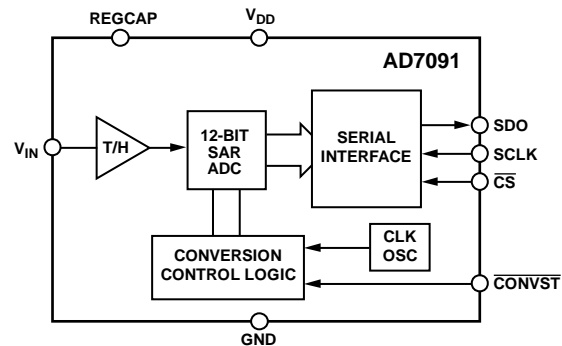 REGCAP
VDD
AD7091
VIN
T/H
12-BIT
SAR
ADC
SERIAL
INTERFACE
SDO
SCLK
CS
CLK
OSC
CONVERSION
CONTROL LOGIC
CONVST
GND